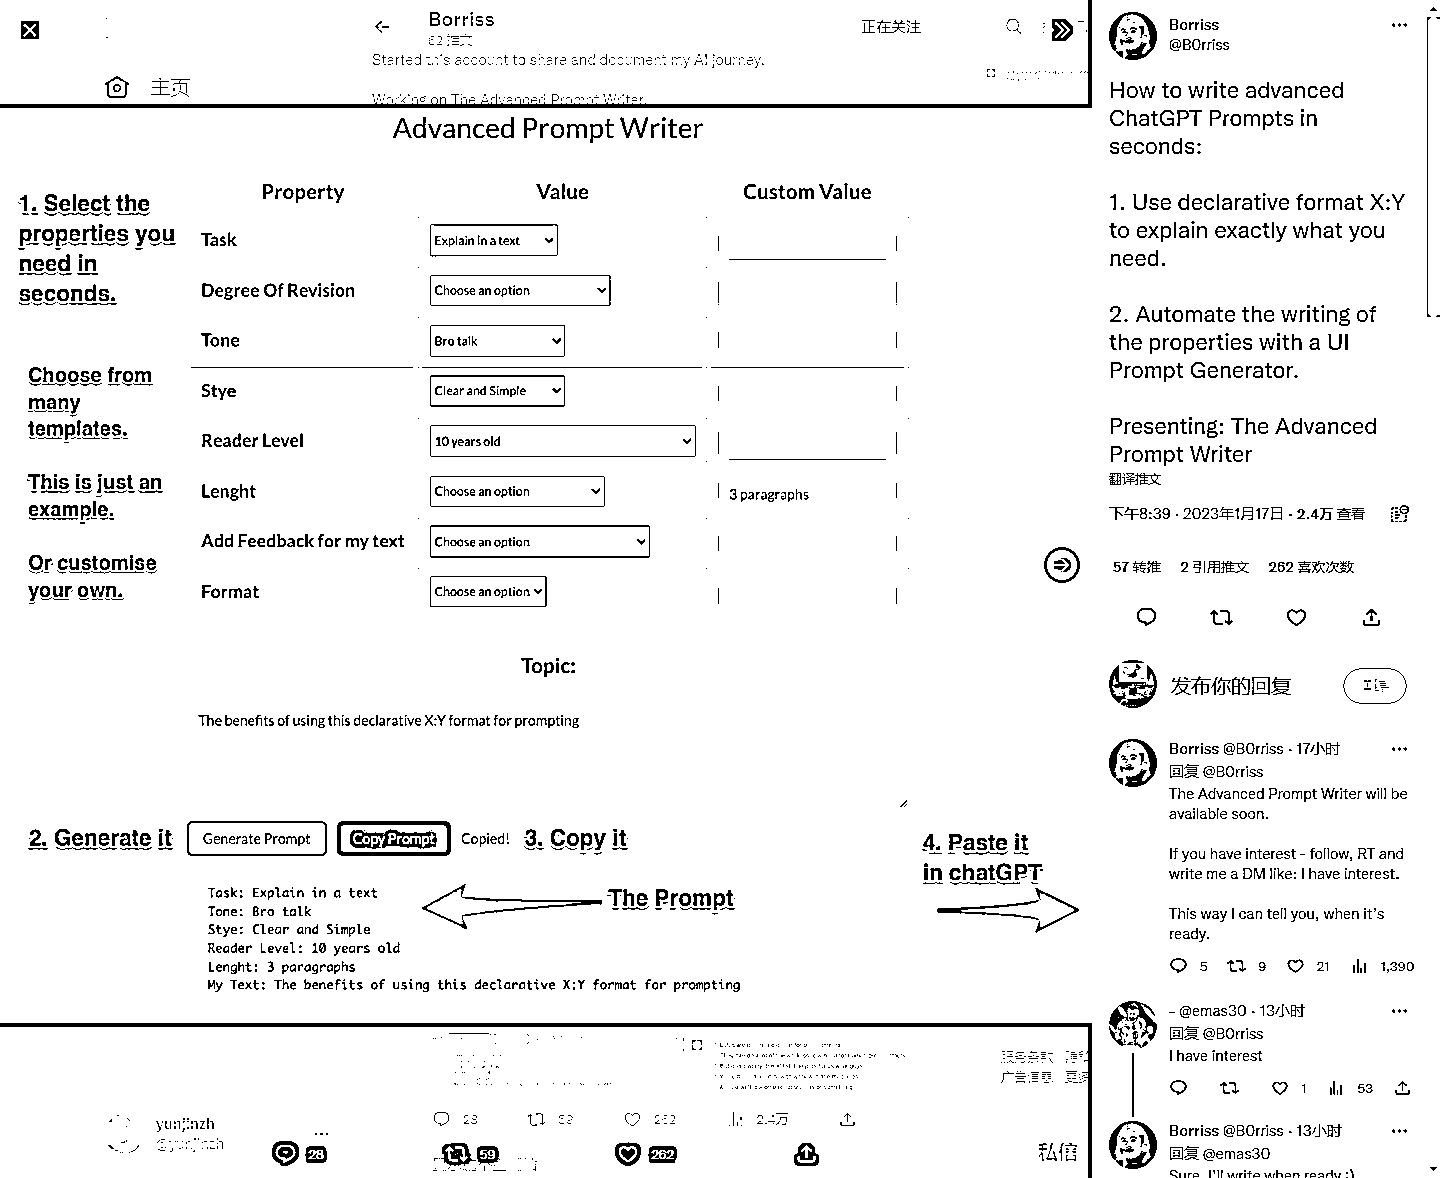 Borriss
62 推文
正在关注
Started this account to share and document my AI journey.
主页
Working on The Advanced Prompt Writer.
Advanced Prompt Writer
1. Select the
properties you
need in
seconds.
Choose from
many
templates.
This is just an
example.
Or customise
your own.
Property Value Custom Value
Task Explain in a text
Degree Of Revision Choose an option
Tone Bro talk
Stye Clear and Simple
Reader Level 10 years old
Lenght Choose an option 3 paragraphs
Add Feedback for my text Choose an option
Format Choose an option
Topic:
The benefits of using this declarative X:Y format for prompting
2. Generate it Generate Prompt Copy Prompt Copied! 3. Copy it
4. Paste it
in chatGPT
The Prompt
Task: Explain in a text
Tone: Bro talk
Stye: Clear and Simple
Reader Level: 10 years old
Lenght: 3 paragraphs
My Text: The benefits of using this declarative X:Y format for prompting
服务条款
广告信息 更多
28 59 262 2.4万
yunjinzh
@yunjinzh
28 59 262
私信
Borriss
@B0rriss
How to write advanced
ChatGPT Prompts in
seconds:
1. Use declarative format X:Y
to explain exactly what you
need.
2. Automate the writing of
the properties with a UI
Prompt Generator.
Presenting: The Advanced
Prompt Writer
翻译推文
下午8:39 · 2023年1月17日 · 2.4万 查看
57 转推 2 引用推文 262 喜欢次数
发布你的回复
Borriss @B0rriss · 17小时
回复 @B0rriss
The Advanced Prompt Writer will be
available soon.
If you have interest - follow, RT and
write me a DM like: I have interest.
This way I can tell you, when it's
ready.
5 9 21 1,390
- @emas30 · 13小时
回复 @B0rriss
I have interest
1 53
Borriss @B0rriss · 13小时
回复 @emas30
Sure, I'll write when ready :)